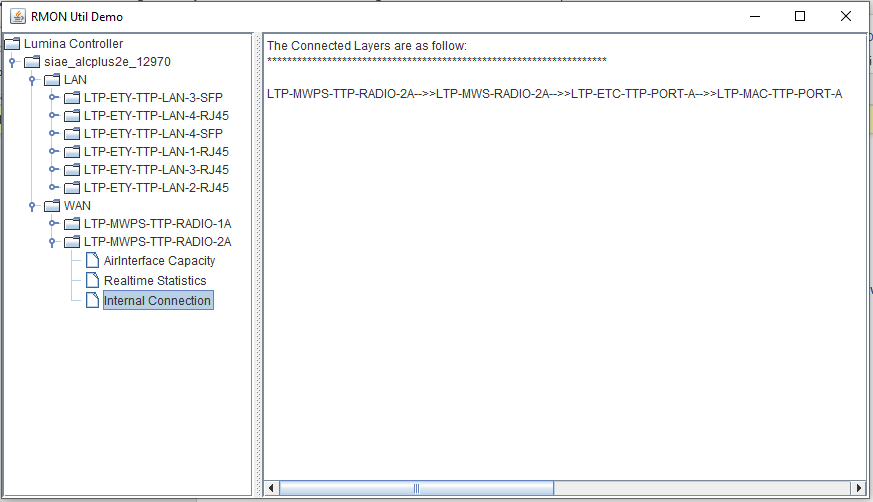 RMON Util Demo
Lumina Controller
siae_alcplus2e_12970
LAN
LTP-ETY-TTP-LAN-3-SFP
LTP-ETY-TTP-LAN-4-RJ45
LTP-ETY-TTP-LAN-4-SFP
LTP-ETY-TTP-LAN-1-RJ45
LTP-ETY-TTP-LAN-3-RJ45
LTP-ETY-TTP-LAN-2-RJ45
WAN
LTP-MWPS-TTP-RADIO-1A
LTP-MWPS-TTP-RADIO-2A
AirInterface Capacity
Realtime Statistics
Internal Connection
The Connected Layers are as follow:
********************************************************************
LTP-MWPS-TTP-RADIO-2A-->>LTP-MWS-RADIO-2A-->>LTP-ETC-TTP-PORT-A-->>LTP-MAC-TTP-PORT-A